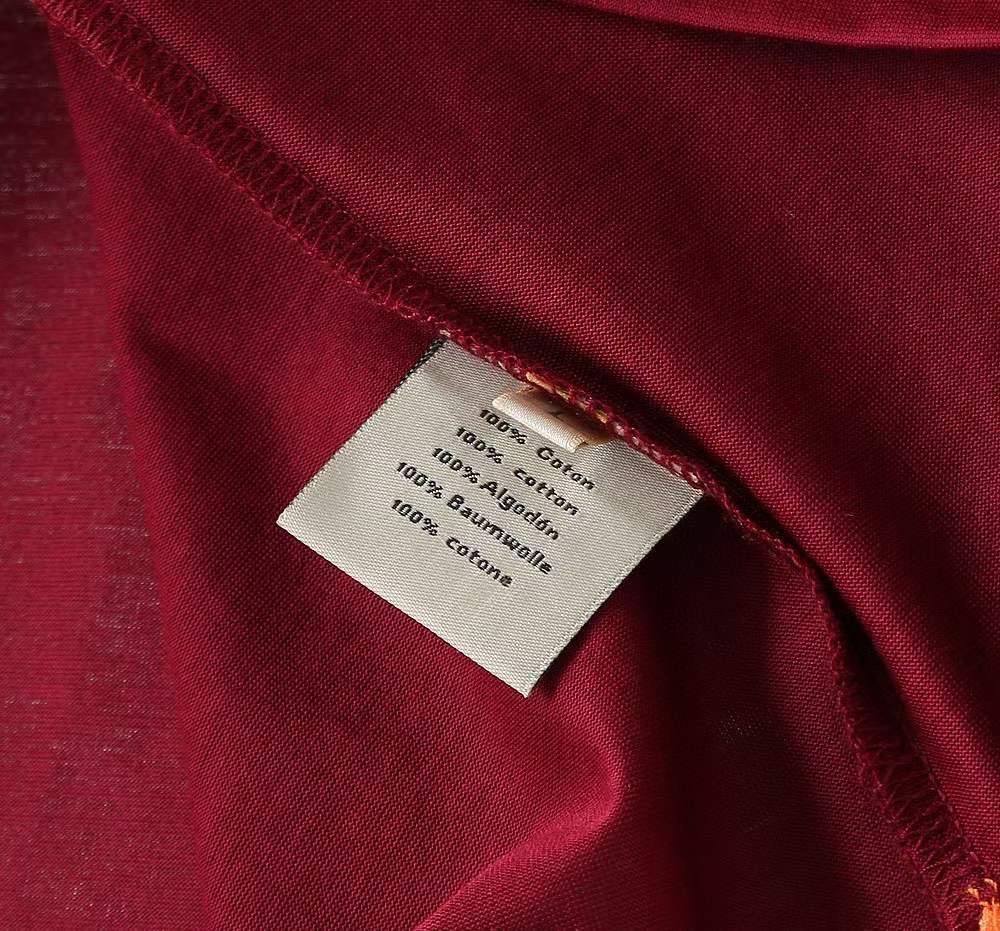 100% Coton
100% cotton
100% Algodón
100% Baumwolle
100% cotone